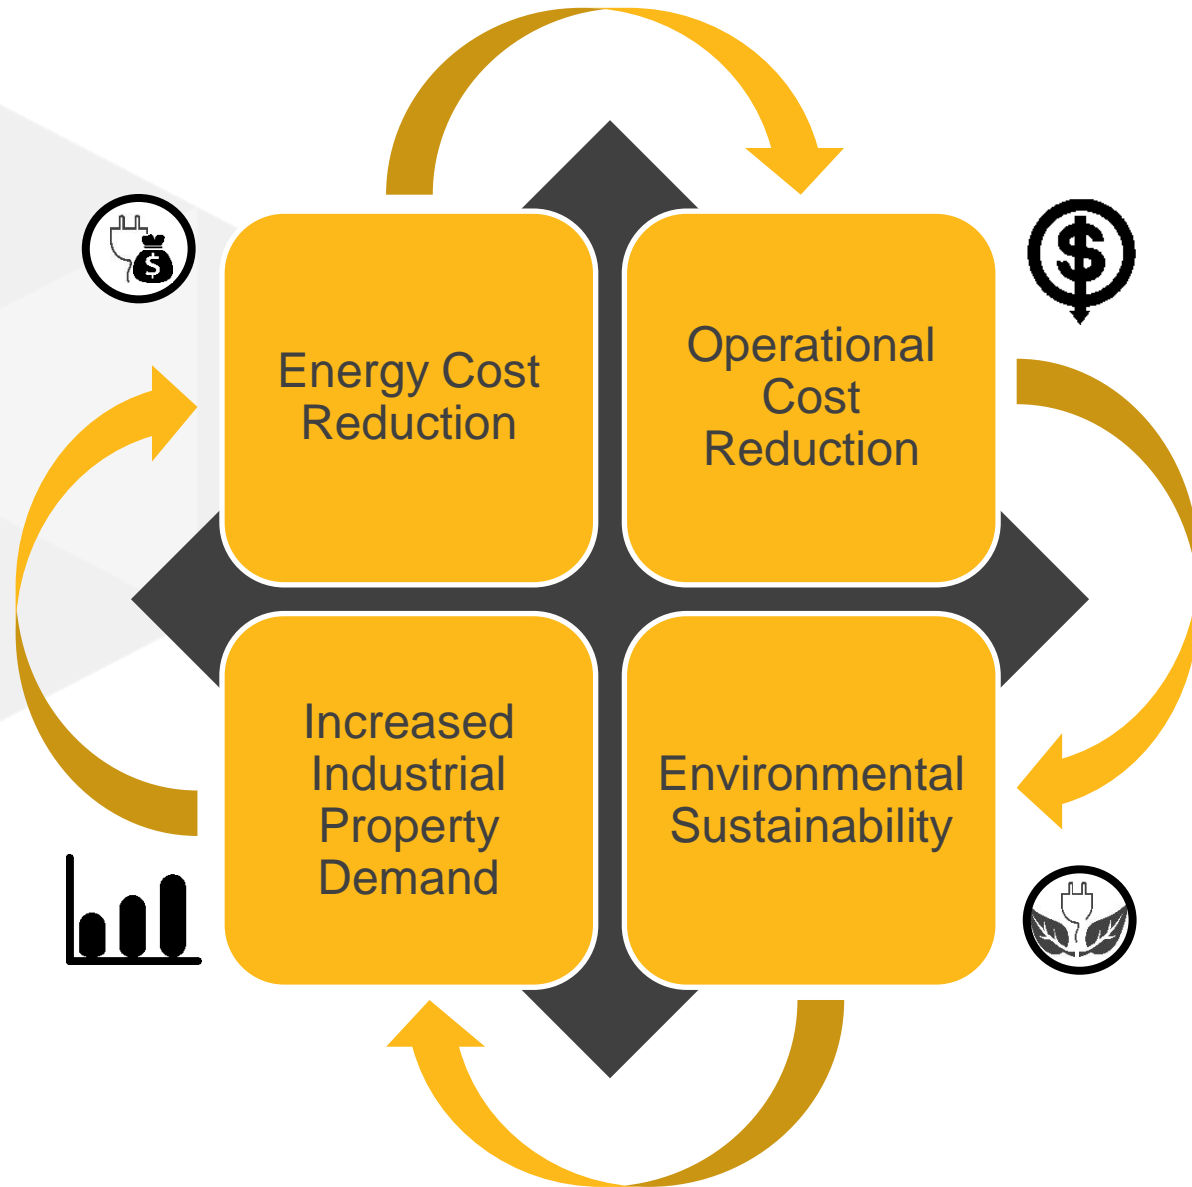 Energy Cost
Reduction
Operational
Cost
Reduction
Increased
Industrial
Property
Demand
Environmental
Sustainability
$
$